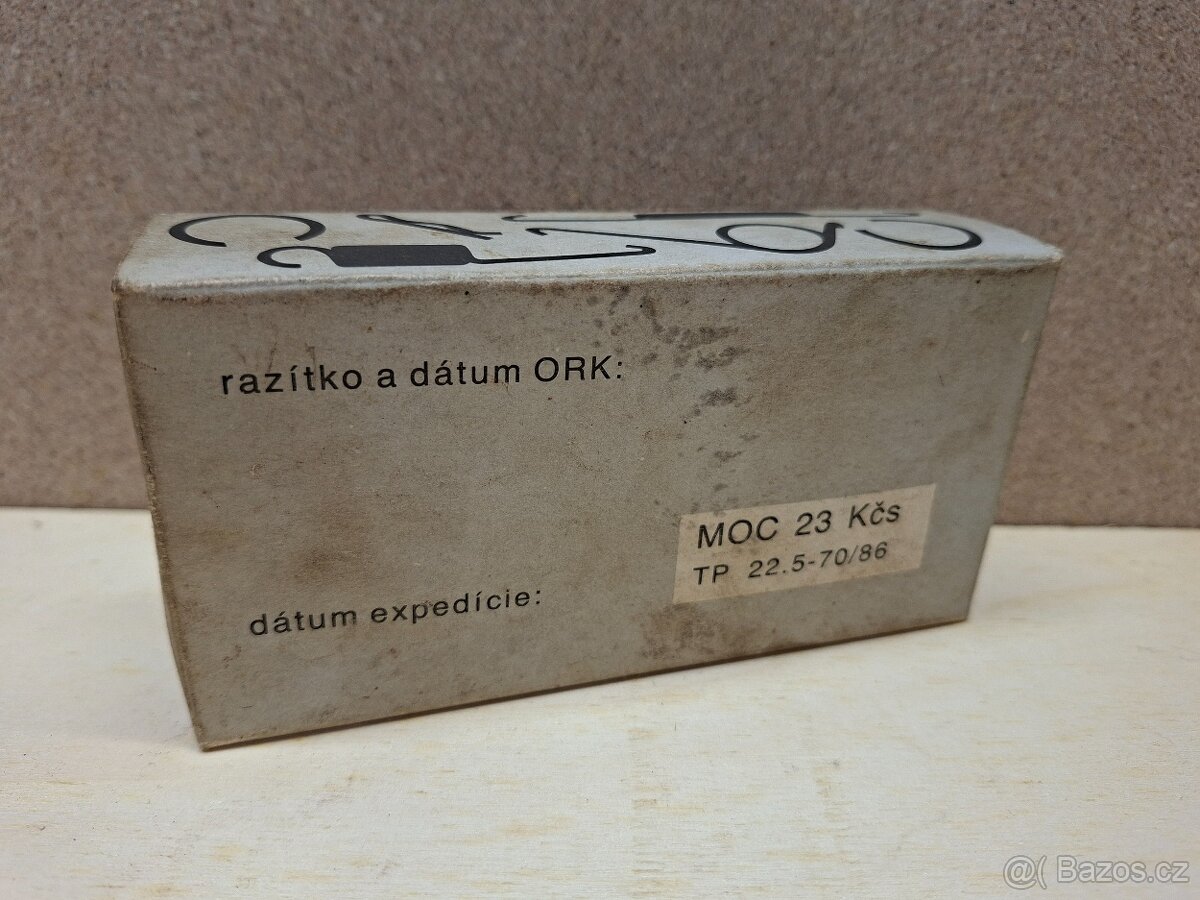 razítko a dátum ORK:
MOC 23 Kčs
TP 22.5-70/86
dátum expedície:
@( Bazos.cz